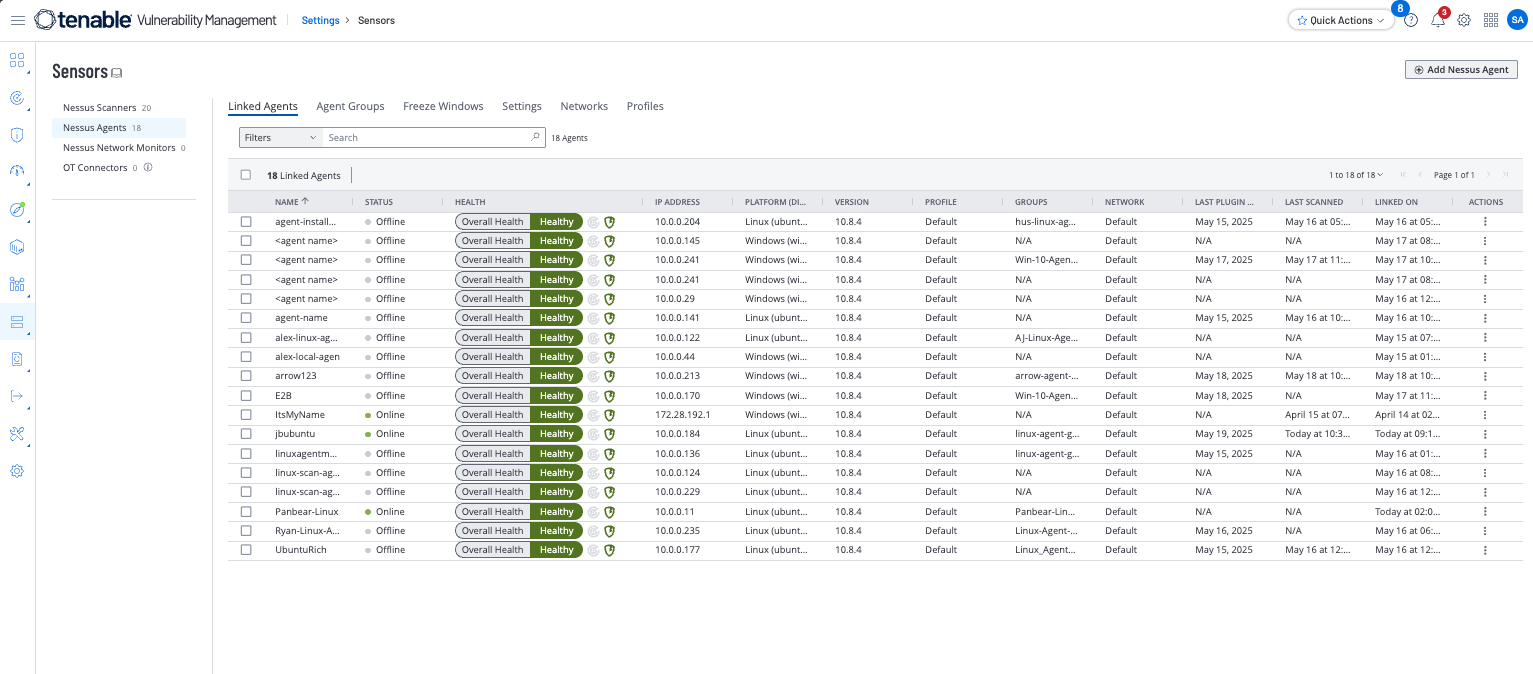 tenable Vulnerability Management Settings > Sensors 8 Quick Actions ? 3 SA
Sensors
Add Nessus Agent
Nessus Scanners 20
Nessus Agents 18
Nessus Network Monitors 0
OT Connectors 0
Linked Agents Agent Groups Freeze Windows Settings Networks Profiles
Filters Search 18 Agents
18 Linked Agents 1 to 18 of 18 Page 1 of 1
NAME STATUS HEALTH IP ADDRESS PLATFORM (DI... VERSION PROFILE GROUPS NETWORK LAST PLUGIN ... LAST SCANNED LINKED ON ACTIONS
agent-install... Offline Overall Health Healthy 10.0.0.204 Linux (ubunt... 10.8.4 Default hus-linux-ag... Default May 15, 2025 May 16 at 05:... May 16 at 05:...
<agent name> Offline Overall Health Healthy 10.0.0.145 Windows (wi... 10.8.4 Default N/A Default N/A N/A May 17 at 08:...
<agent name> Offline Overall Health Healthy 10.0.0.241 Windows (wi... 10.8.4 Default Win-10-Agen... Default May 17, 2025 May 17 at 11:... May 17 at 10:...
<agent name> Offline Overall Health Healthy 10.0.0.241 Windows (wi... 10.8.4 Default N/A Default N/A N/A May 17 at 08:...
<agent name> Offline Overall Health Healthy 10.0.0.29 Windows (wi... 10.8.4 Default N/A Default N/A N/A May 16 at 12:...
agent-name Offline Overall Health Healthy 10.0.0.141 Linux (ubunt... 10.8.4 Default N/A Default May 15, 2025 May 16 at 10:... May 16 at 10:...
alex-linux-ag... Offline Overall Health Healthy 10.0.0.122 Linux (ubunt... 10.8.4 Default AJ-Linux-Age... Default N/A N/A May 15 at 07:...
alex-local-agen Offline Overall Health Healthy 10.0.0.44 Windows (wi... 10.8.4 Default N/A Default N/A N/A May 15 at 01:...
arrow123 Offline Overall Health Healthy 10.0.0.213 Windows (wi... 10.8.4 Default arrow-agent-... Default May 18, 2025 May 18 at 10:... May 18 at 10:...
E2B Offline Overall Health Healthy 10.0.0.170 Windows (wi... 10.8.4 Default Win-10-Agen... Default May 18, 2025 N/A May 17 at 11:...
ItsMyName Online Overall Health Healthy 172.28.192.1 Windows (wi... 10.8.4 Default N/A Default N/A April 15 at 07... April 14 at 02...
jbubuntu Online Overall Health Healthy 10.0.0.184 Linux (ubunt... 10.8.4 Default linux-agent-g... Default May 19, 2025 Today at 10:3... Today at 09:1...
linuxagentm... Offline Overall Health Healthy 10.0.0.136 Linux (ubunt... 10.8.4 Default linux-agent-g... Default May 15, 2025 N/A May 16 at 01:...
linux-scan-ag... Offline Overall Health Healthy 10.0.0.124 Linux (ubunt... 10.8.4 Default N/A Default N/A N/A May 16 at 08:...
linux-scan-ag... Offline Overall Health Healthy 10.0.0.229 Linux (ubunt... 10.8.4 Default N/A Default N/A N/A May 16 at 12:...
Panbear-Linux Online Overall Health Healthy 10.0.0.11 Linux (ubunt... 10.8.4 Default Panbear-Lin... Default N/A N/A Today at 02:0...
Ryan-Linux-A... Offline Overall Health Healthy 10.0.0.235 Linux (ubunt... 10.8.4 Default Linux-Agent-... Default May 16, 2025 N/A May 16 at 06:...
UbuntuRich Offline Overall Health Healthy 10.0.0.177 Linux (ubunt... 10.8.4 Default Linux_Agent... Default May 15, 2025 May 16 at 12:... May 16 at 12:...